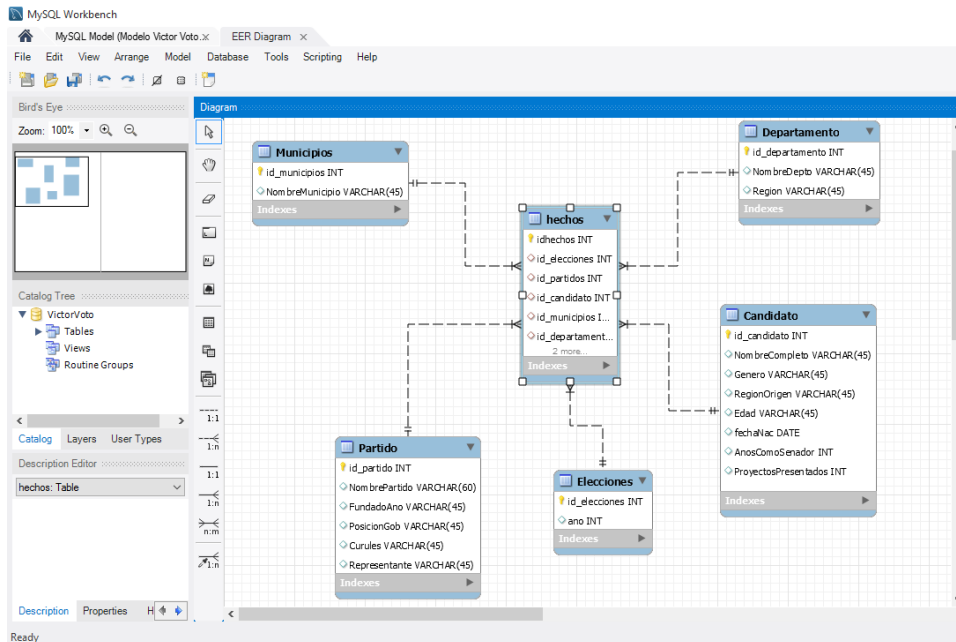 MySQL Workbench
MySQL Model (Modelo Victor Voto.×
EER Diagram ×
File Edit View Arrange Model Database Tools Scripting Help
Bird's Eye
Zoom: 100%
Catalog Tree
VictorVoto
Tables
Views
Routine Groups
Catalog Layers User Types
Description Editor
hechos: Table
Description Properties H
Ready
Diagram
1:1
1:n
1:1
1:n
n:m
1:n
Municipios
id_municipios INT
NombreMunicipio VARCHAR(45)
Indexes
Departamento
id_departamento INT
NombreDepto VARCHAR(45)
Region VARCHAR(45)
Indexes
hechos
idhechos INT
id_elecciones INT
id_partidos INT
id_candidato INT
id_municipios I...
id_departament...
2 more...
Indexes
Candidato
id_candidato INT
NombreCompleto VARCHAR(45)
Genero VARCHAR(45)
RegionOrigen VARCHAR(45)
Edad VARCHAR(45)
fechaNac DATE
AnosComoSenador INT
ProyectosPresentados INT
Indexes
Partido
id_partido INT
NombrePartido VARCHAR(60)
FundadoAno VARCHAR(45)
PosicionGob VARCHAR(45)
Curules VARCHAR(45)
Representante VARCHAR(45)
Indexes
Elecciones
id_elecciones INT
ano INT
Indexes